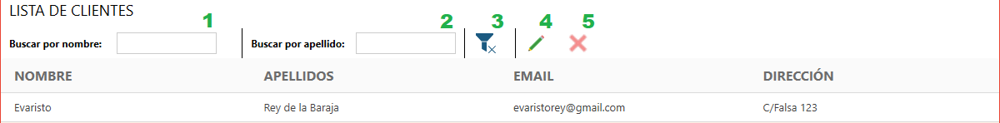 LISTA DE CLIENTES
1 2 3 4 5
Buscar por nombre: Buscar por apellido:
NOMBRE APELLIDOS EMAIL DIRECCIÓN
Evaristo Rey de la Baraja evaristorey@gmail.com C/Falsa 123